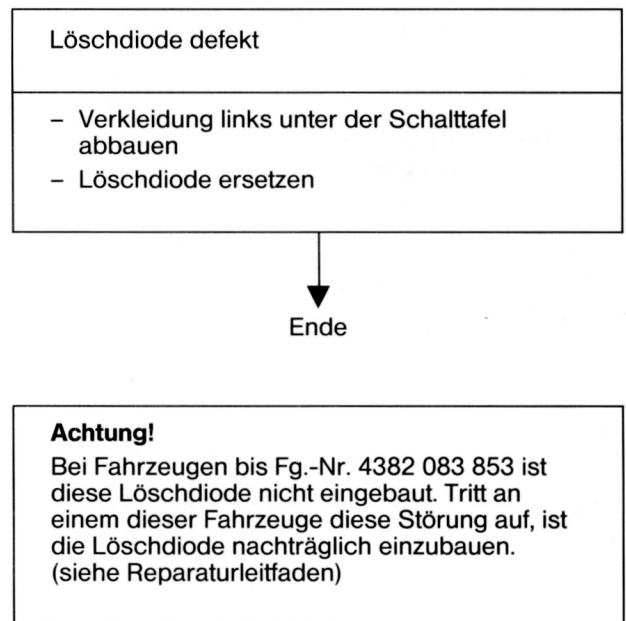 Löschdiode defekt
– Verkleidung links unter der Schalttafel
abbauen
– Löschdiode ersetzen
Ende
Achtung!
Bei Fahrzeugen bis Fg.-Nr. 4382 083 853 ist
diese Löschdiode nicht eingebaut. Tritt an
einem dieser Fahrzeuge diese Störung auf, ist
die Löschdiode nachträglich einzubauen.
(siehe Reparaturleitfaden)